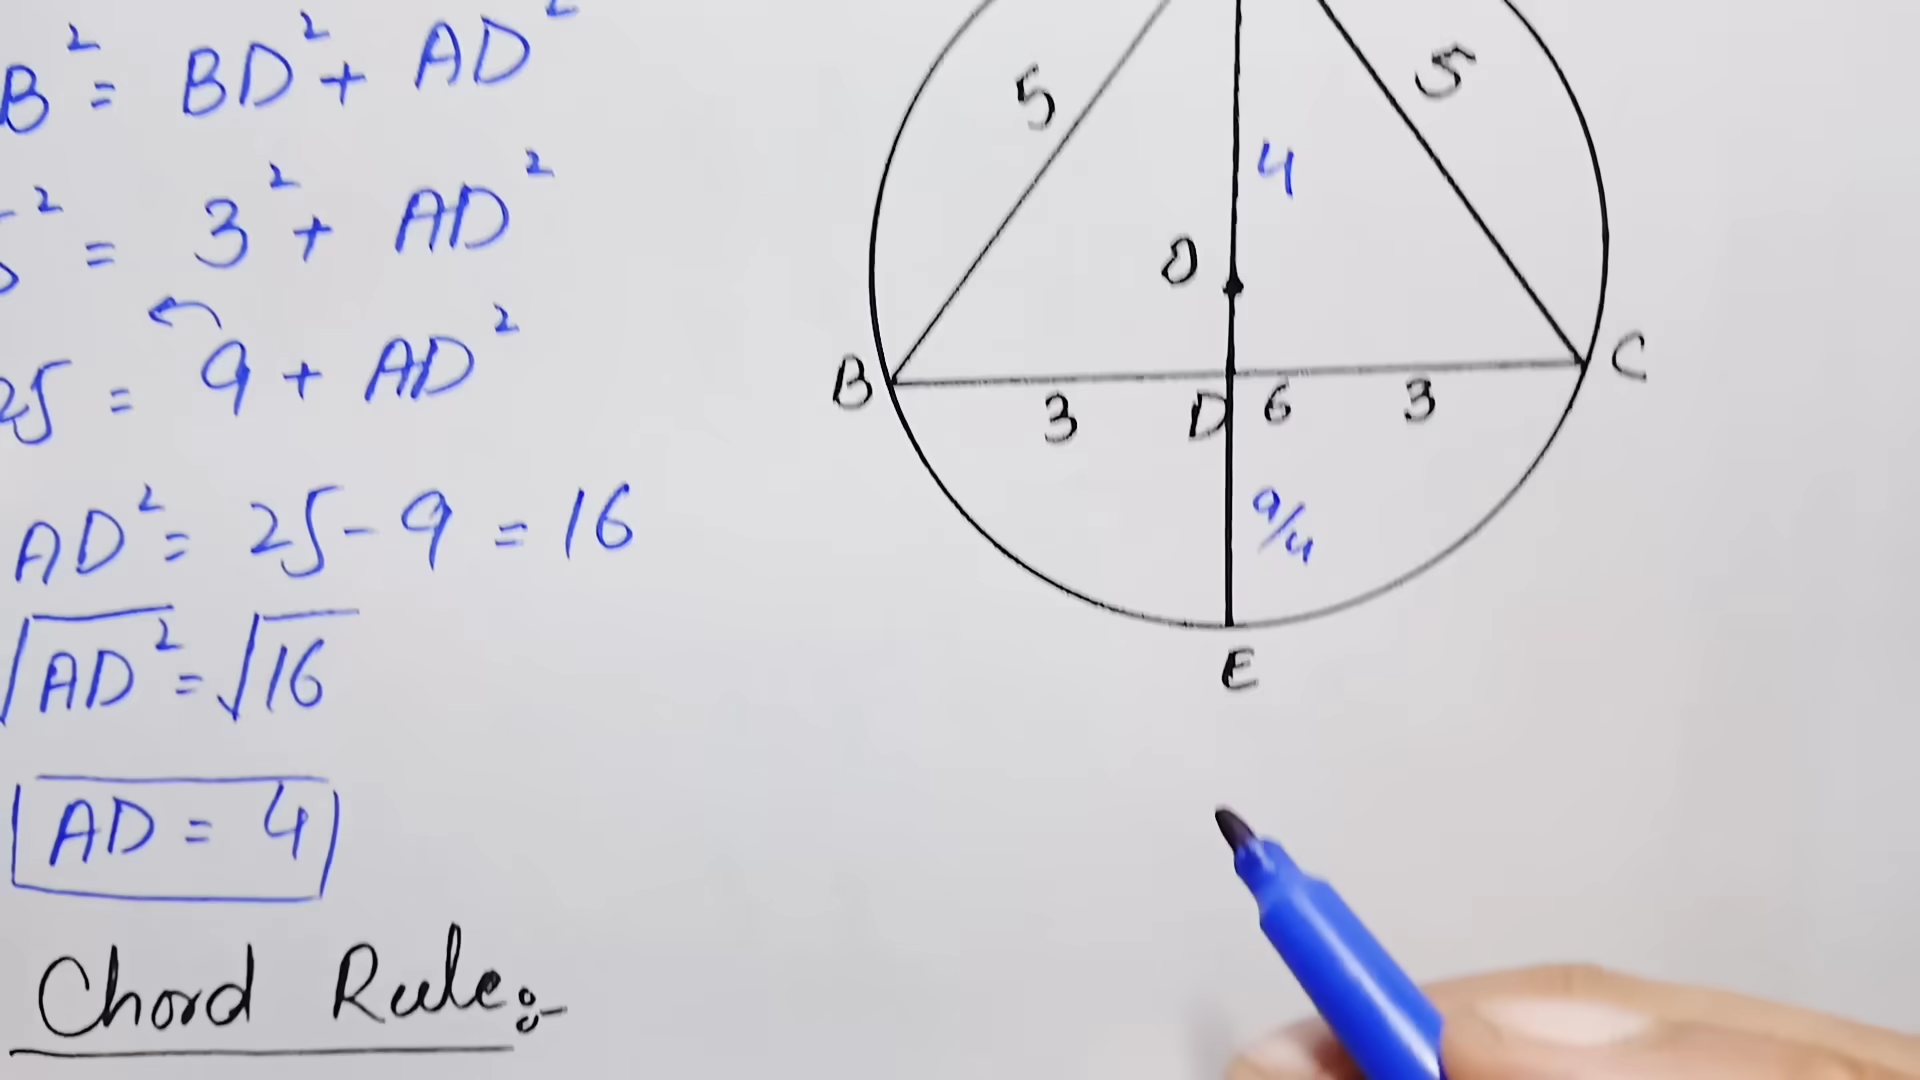 B² = BD² + AD²
5² = 3² + AD²
25 = 9 + AD²
AD² = 25 - 9 = 16
√AD² = √16
AD = 4
Chord Rule:-
5
5
4
O
B
C
3
D
6
3
9/4
E